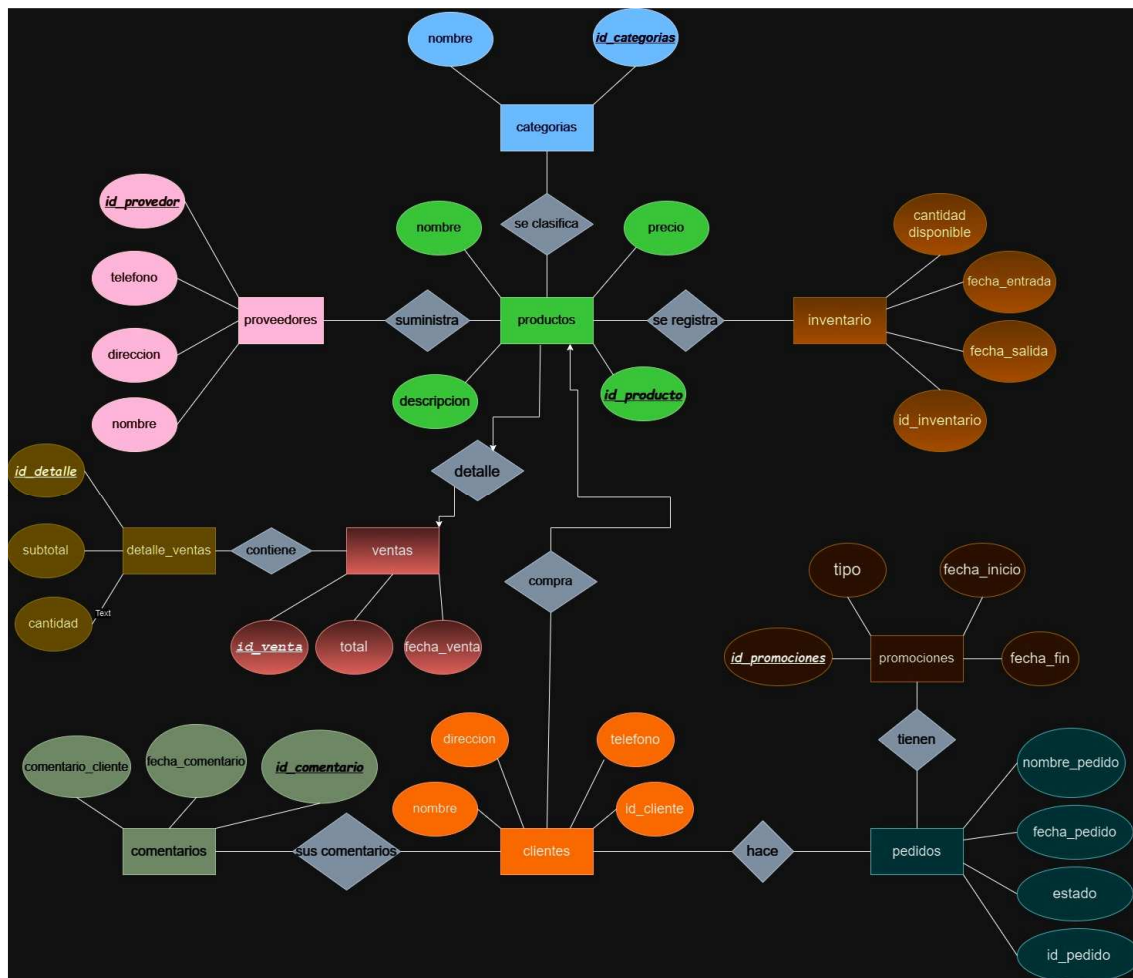 nombre
id_categorias
categorias
id_provedor
se clasifica
nombre
precio
cantidad
disponible
telefono
fecha_entrada
proveedores
suministra
productos
se registra
inventario
direccion
fecha_salida
descripcion
id_producto
nombre
id_inventario
id_detalle
detalle
subtotal
detalle_ventas
contiene
ventas
compra
tipo
fecha_inicio
Text
cantidad
id_venta
total
fecha_venta
id_promociones
promociones
fecha_fin
direccion
telefono
tienen
comentario_cliente
fecha_comentario
id_comentario
nombre_pedido
nombre
id_cliente
fecha_pedido
comentarios
sus comentarios
clientes
hace
pedidos
estado
id_pedido